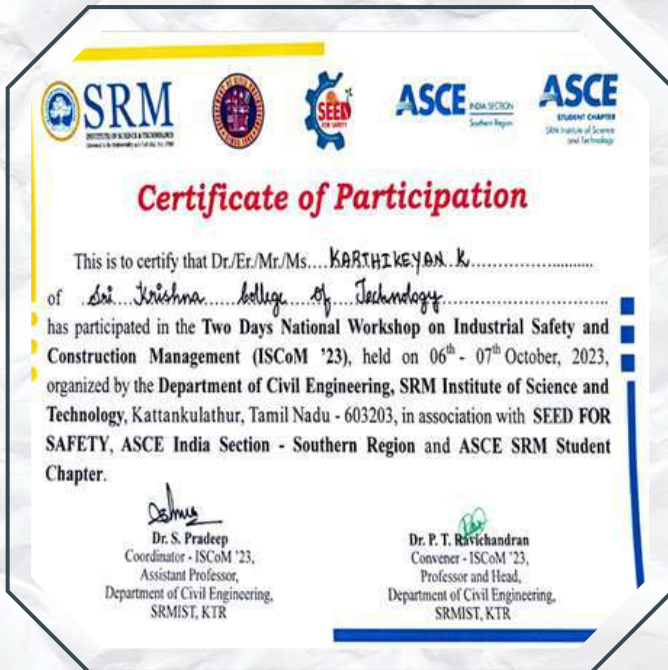 SRM
INSTITUTE OF SCIENCE & TECHNOLOGY
SEED
FOR SAFETY
ASCE INDIA SECTION
Southern Region
ASCE
STUDENT CHAPTER
SRM Institute of Science
and Technology
Certificate of Participation
This is to certify that Dr./Er./Mr./Ms....KARTHIKEYAN K.......................
of ...Sri Krishna College of Technology.............................
has participated in the Two Days National Workshop on Industrial Safety and
Construction Management (ISCoM '23), held on 06th - 07th October, 2023,
organized by the Department of Civil Engineering, SRM Institute of Science and
Technology, Kattankulathur, Tamil Nadu - 603203, in association with SEED FOR
SAFETY, ASCE India Section - Southern Region and ASCE SRM Student
Chapter.
Dr. S. Pradeep
Coordinator - ISCoM '23,
Assistant Professor,
Department of Civil Engineering,
SRMIST, KTR
Dr. P. T. Ravichandran
Convener - ISCoM '23,
Professor and Head,
Department of Civil Engineering,
SRMIST, KTR